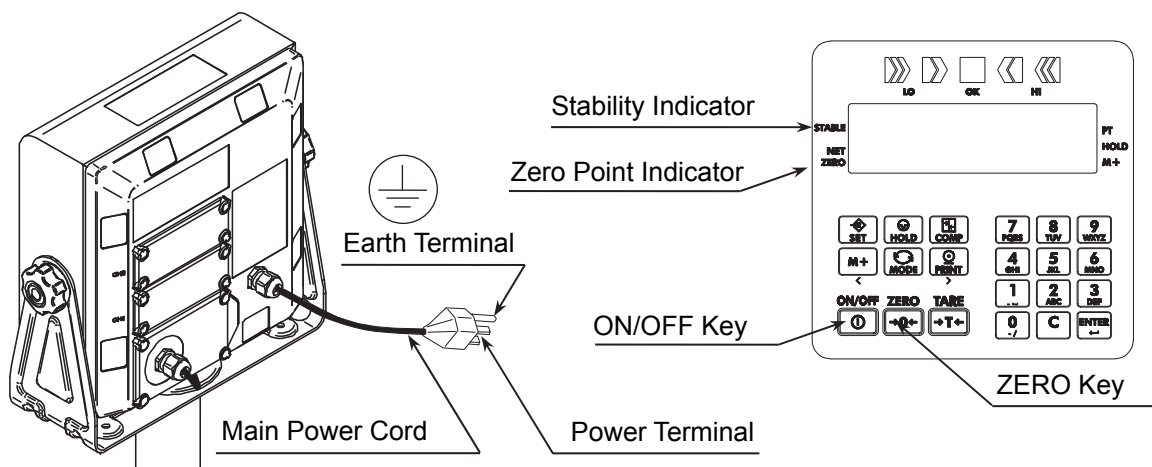 LO OK HI
Stability Indicator
STABLE
PT
HOLD
NET
ZERO
M+
Zero Point Indicator
Earth Terminal
SET HOLD COMP
7 8 9
PQRS TUV WXYZ
M+ MODE PRINT
4 5 6
GHI JKL MNO
< >
1 2 3
ABC DEF
ON/OFF ZERO TARE
→0← →T←
0 C ENTER
ON/OFF Key
ZERO Key
Main Power Cord
Power Terminal